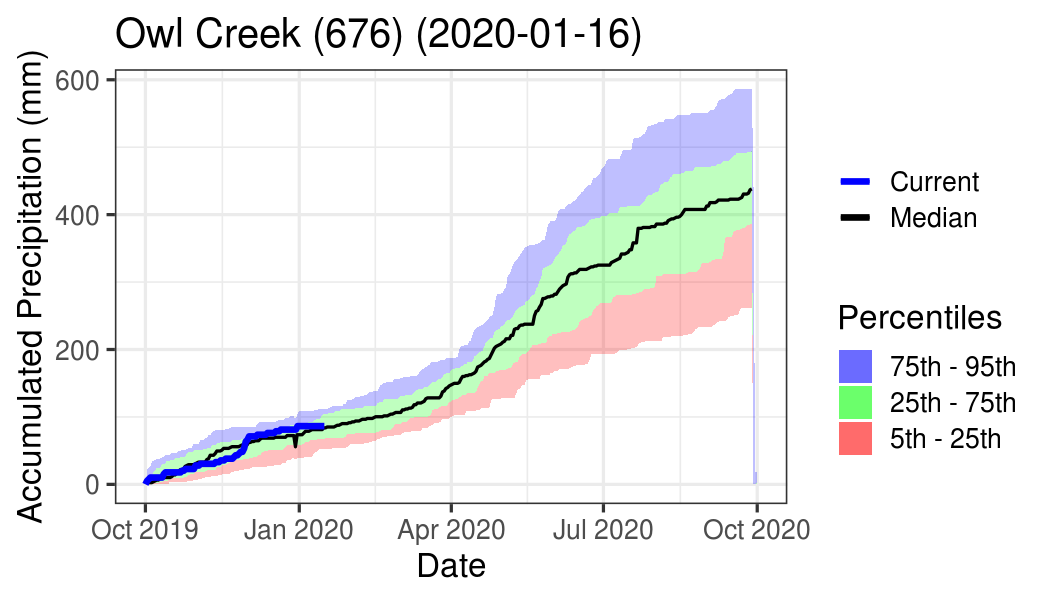 Owl Creek (676) (2020-01-16)
Accumulated Precipitation (mm)
600
400
200
0
Oct 2019 Jan 2020 Apr 2020 Jul 2020 Oct 2020
Date
Current
Median
Percentiles
75th - 95th
25th - 75th
5th - 25th